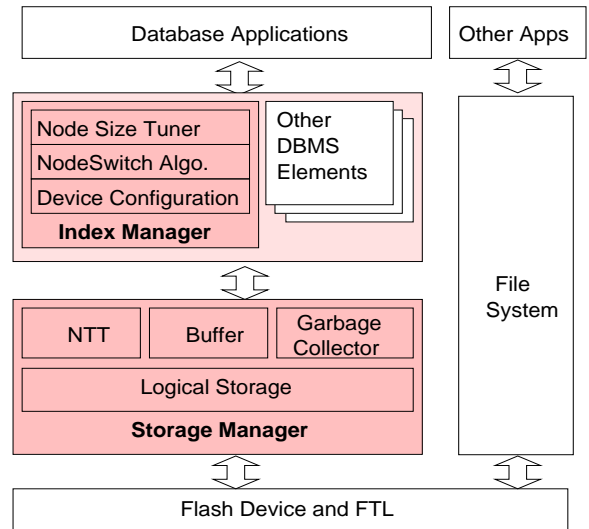 Database Applications
Other Apps
Node Size Tuner
NodeSwitch Algo.
Device Configuration
Index Manager
Other
DBMS
Elements
File
System
NTT
Buffer
Garbage
Collector
Logical Storage
Storage Manager
Flash Device and FTL